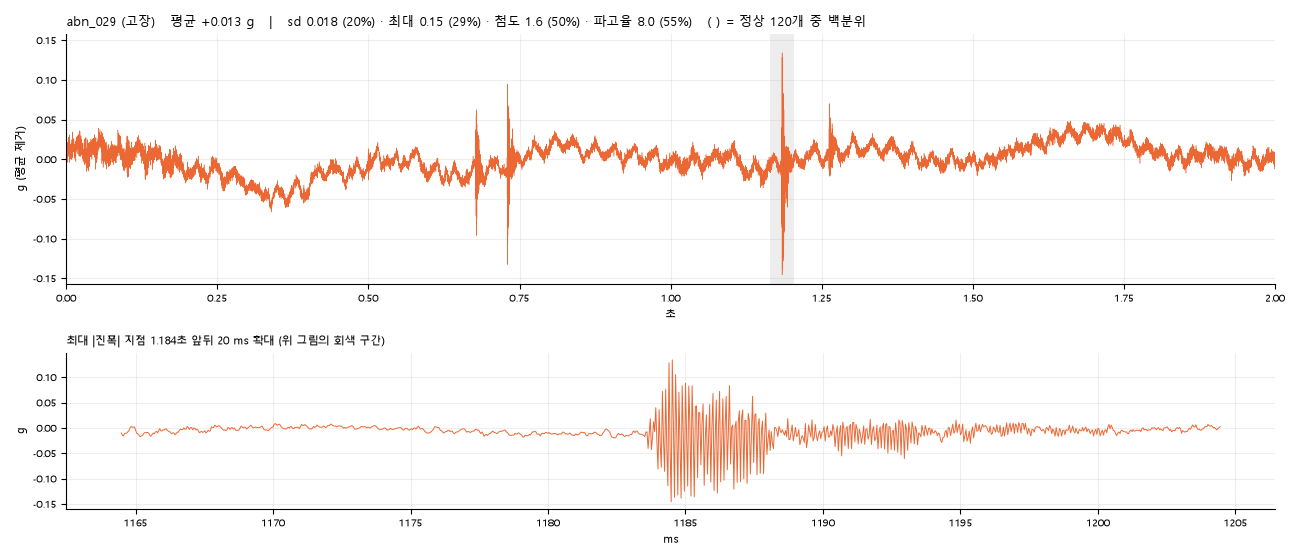 abn_029 (고장) 평균 +0.013 g | sd 0.018 (20%) · 최대 0.15 (29%) · 첨도 1.6 (50%) · 파고율 8.0 (55%) ( ) = 정상 120개 중 백분위
g (평균 제거)
0.15
0.10
0.05
0.00
-0.05
-0.10
-0.15
0.00 0.25 0.50 0.75 1.00 1.25 1.50 1.75 2.00
초
최대 |진폭| 지점 1.184초 앞뒤 20 ms 확대 (위 그림의 회색 구간)
g
0.10
0.05
0.00
-0.05
-0.10
-0.15
1165 1170 1175 1180 1185 1190 1195 1200 1205
ms